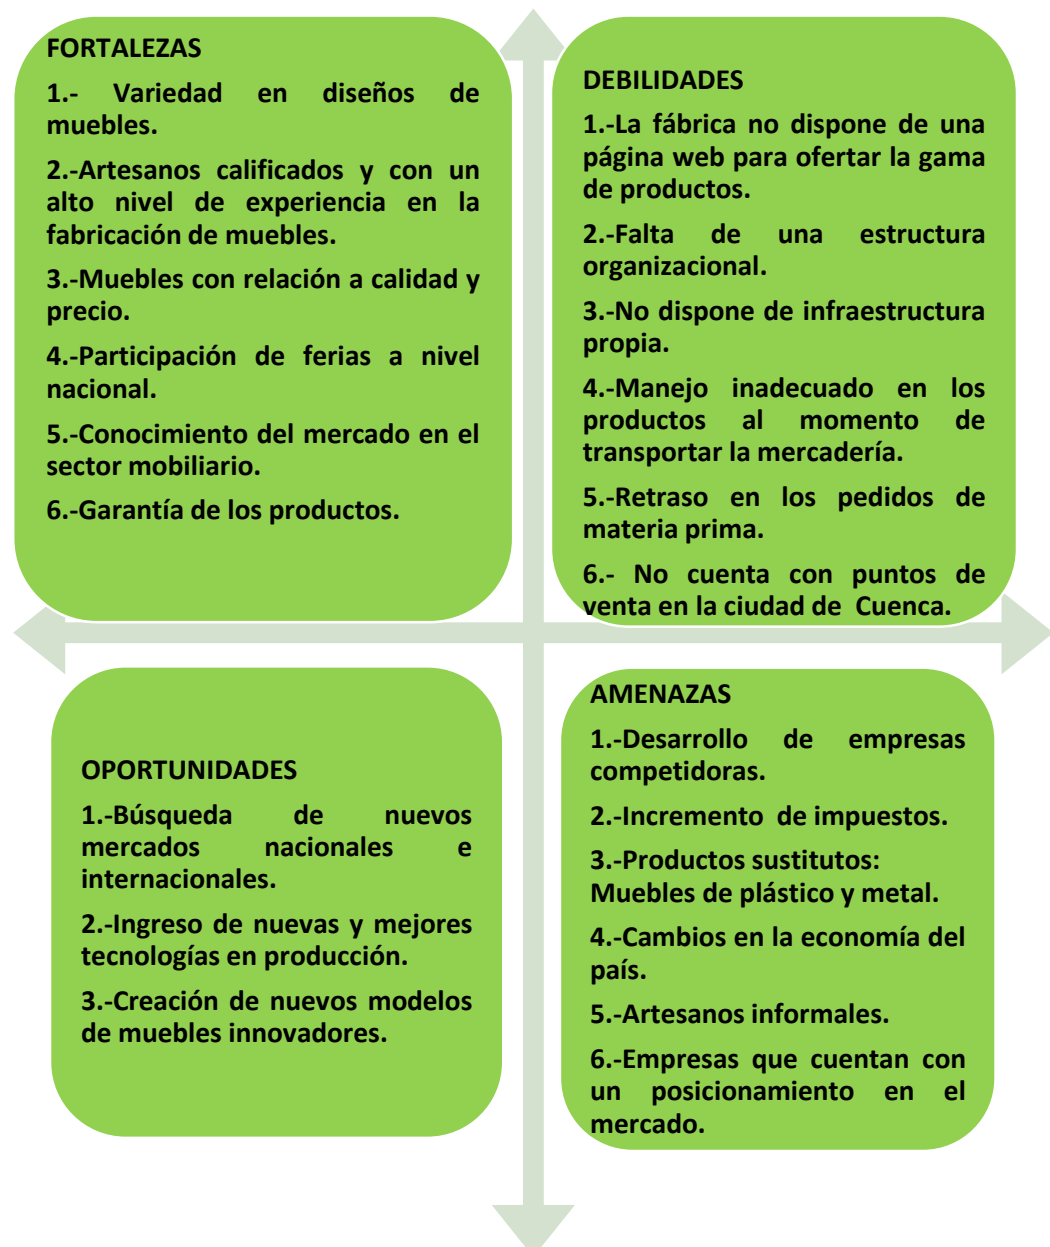 FORTALEZAS
1.- Variedad en diseños de
muebles.
2.-Artesanos calificados y con un
alto nivel de experiencia en la
fabricación de muebles.
3.-Muebles con relación a calidad y
precio.
4.-Participación de ferias a nivel
nacional.
5.-Conocimiento del mercado en el
sector mobiliario.
6.-Garantía de los productos.
DEBILIDADES
1.-La fábrica no dispone de una
página web para ofertar la gama
de productos.
2.-Falta de una estructura
organizacional.
3.-No dispone de infraestructura
propia.
4.-Manejo inadecuado en los
productos al momento de
transportar la mercadería.
5.-Retraso en los pedidos de
materia prima.
6.- No cuenta con puntos de
venta en la ciudad de Cuenca.
OPORTUNIDADES
1.-Búsqueda de nuevos
mercados nacionales e
internacionales.
2.-Ingreso de nuevas y mejores
tecnologías en producción.
3.-Creación de nuevos modelos
de muebles innovadores.
AMENAZAS
1.-Desarrollo de empresas
competidoras.
2.-Incremento de impuestos.
3.-Productos sustitutos:
Muebles de plástico y metal.
4.-Cambios en la economía del
país.
5.-Artesanos informales.
6.-Empresas que cuentan con
un posicionamiento en el
mercado.